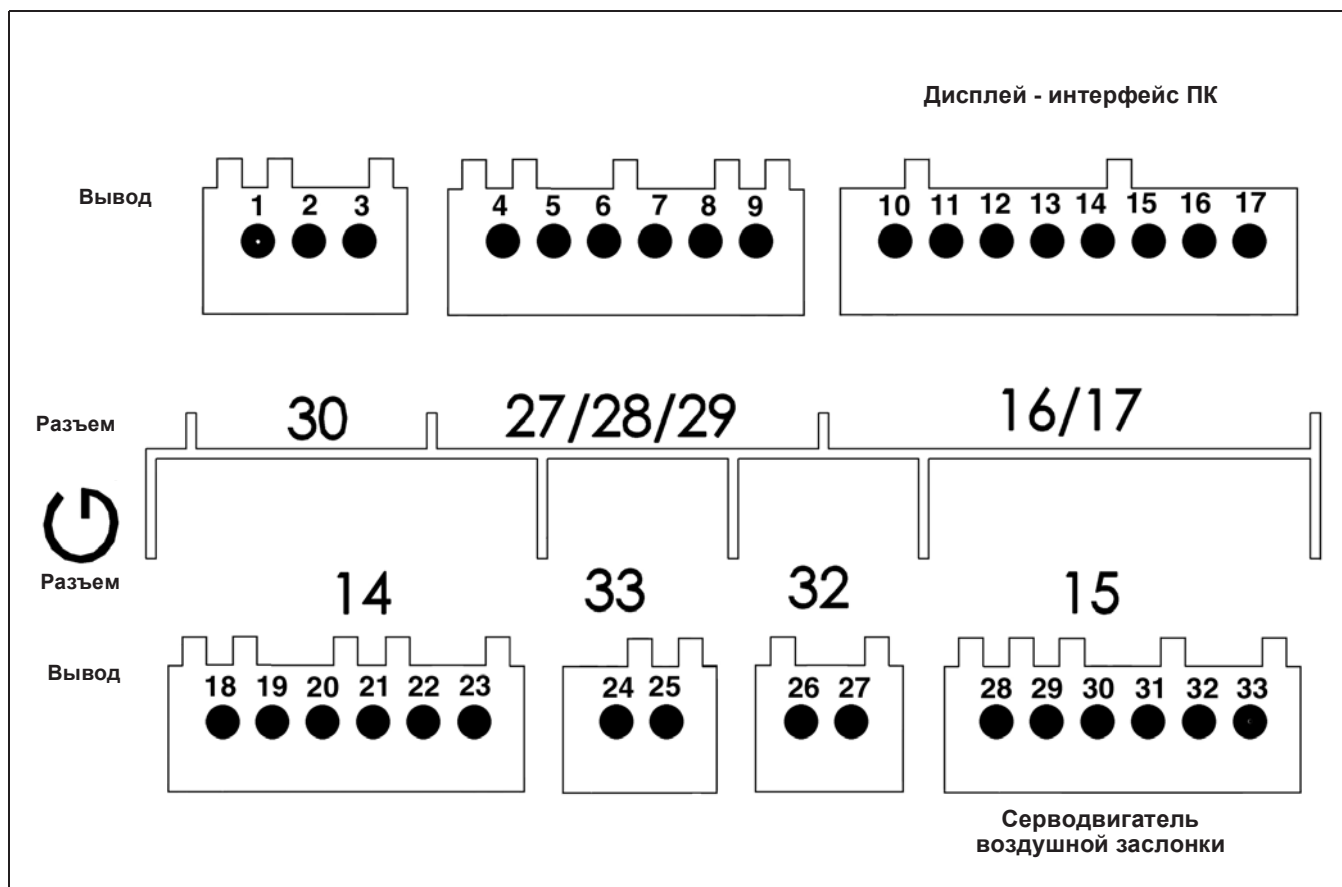 Дисплей - интерфейс ПК
Вывод
1 2 3 4 5 6 7 8 9 10 11 12 13 14 15 16 17
Разъем 30 27/28/29 16/17
Разъем 14 33 32 15
Вывод
18 19 20 21 22 23 24 25 26 27 28 29 30 31 32 33
Серводвигатель
воздушной заслонки